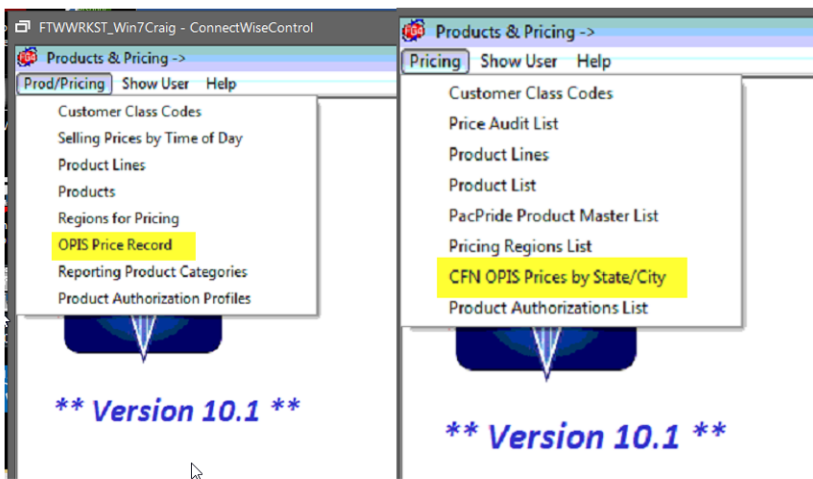 FTWWRKST_Win7Craig - ConnectWiseControl
Products & Pricing ->
Prod/Pricing Show User Help
Customer Class Codes
Selling Prices by Time of Day
Product Lines
Products
Regions for Pricing
OPIS Price Record
Reporting Product Categories
Product Authorization Profiles
** Version 10.1 **
Products & Pricing ->
Pricing Show User Help
Customer Class Codes
Price Audit List
Product Lines
Product List
PacPride Product Master List
Pricing Regions List
CFN OPIS Prices by State/City
Product Authorizations List
** Version 10.1 **